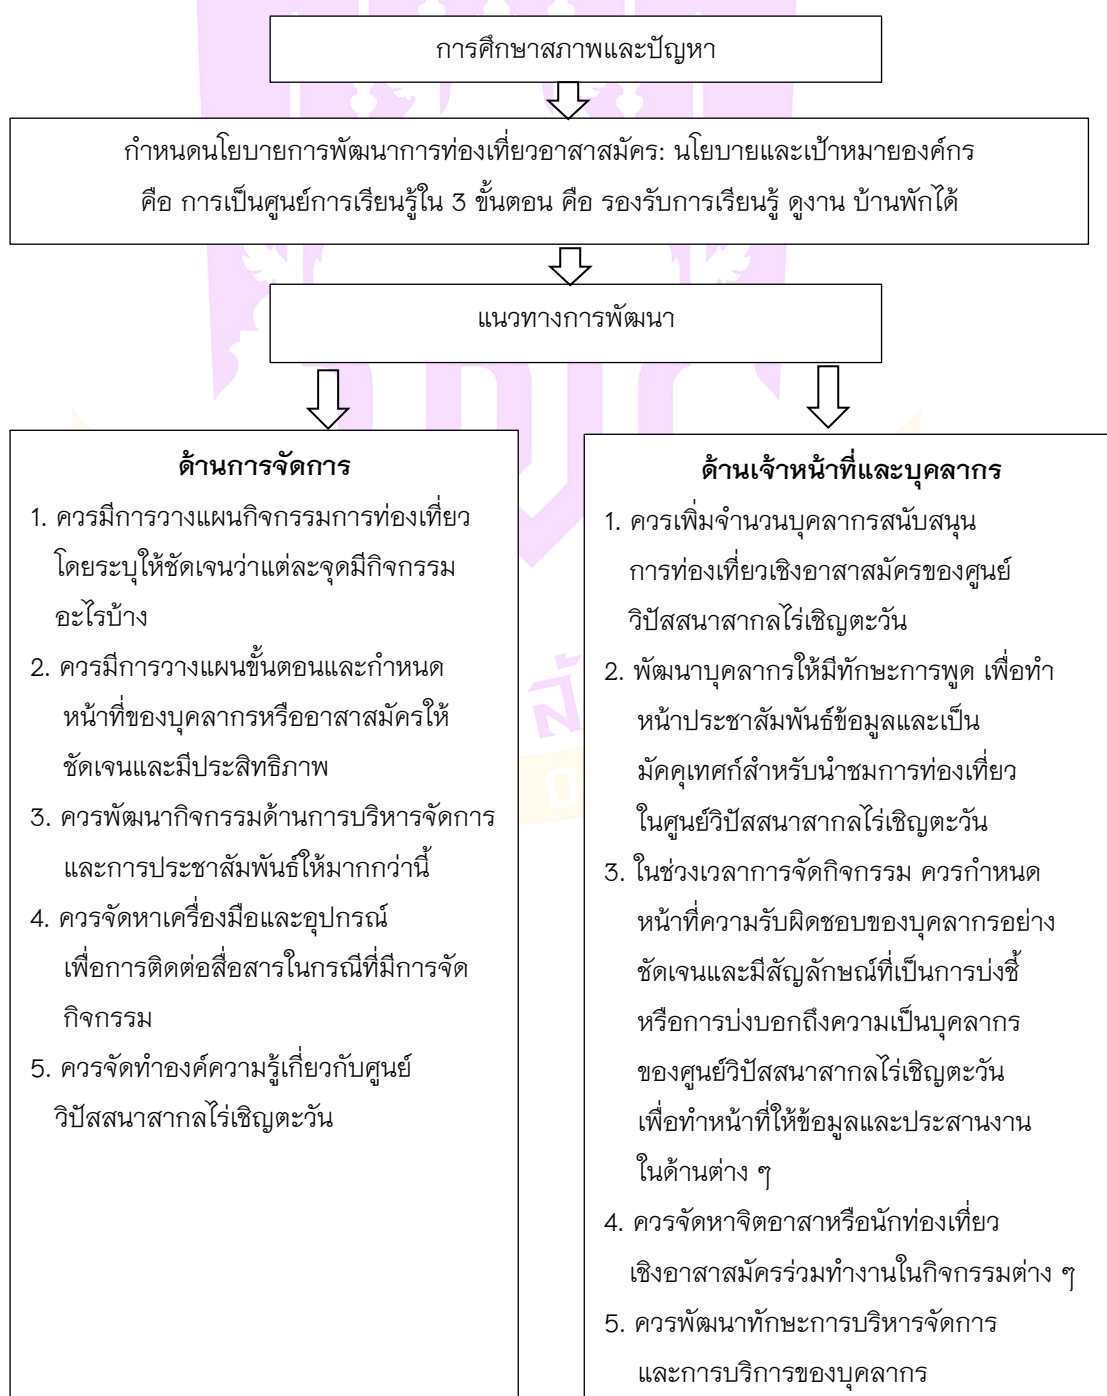 การศึกษาสภาพและปัญหา
กำหนดนโยบายการพัฒนาการท่องเที่ยวอาสาสมัคร: นโยบายและเป้าหมายองค์กร
คือ การเป็นศูนย์การเรียนรู้ใน 3 ขั้นตอน คือ รองรับการเรียนรู้ ดูงาน บ้านพักได้
แนวทางการพัฒนา
ด้านการจัดการ
1. ควรมีการวางแผนกิจกรรมการท่องเที่ยว
โดยระบุให้ชัดเจนว่าแต่ละจุดมีกิจกรรม
อะไรบ้าง
2. ควรมีการวางแผนขั้นตอนและกำหนด
หน้าที่ของบุคลากรหรืออาสาสมัครให้
ชัดเจนและมีประสิทธิภาพ
3. ควรพัฒนากิจกรรมด้านการบริหารจัดการ
และการประชาสัมพันธ์ให้มากกว่านี้
4. ควรจัดหาเครื่องมือและอุปกรณ์
เพื่อการติดต่อสื่อสารในกรณีที่มีการจัด
กิจกรรม
5. ควรจัดทำองค์ความรู้เกี่ยวกับศูนย์
วิปัสสนาสากลไร่เชิญตะวัน
ด้านเจ้าหน้าที่และบุคลากร
1. ควรเพิ่มจำนวนบุคลากรสนับสนุน
การท่องเที่ยวเชิงอาสาสมัครของศูนย์
วิปัสสนาสากลไร่เชิญตะวัน
2. พัฒนาบุคลากรให้มีทักษะการพูด เพื่อทำ
หน้าประชาสัมพันธ์ข้อมูลและเป็น
มัคคุเทศก์สำหรับนำชมการท่องเที่ยว
ในศูนย์วิปัสสนาสากลไร่เชิญตะวัน
3. ในช่วงเวลาการจัดกิจกรรม ควรกำหนด
หน้าที่ความรับผิดชอบของบุคลากรอย่าง
ชัดเจนและมีสัญลักษณ์ที่เป็นการบ่งชี้
หรือการบ่งบอกถึงความเป็นบุคลากร
ของศูนย์วิปัสสนาสากลไร่เชิญตะวัน
เพื่อทำหน้าที่ให้ข้อมูลและประสานงาน
ในด้านต่าง ๆ
4. ควรจัดหาจิตอาสาหรือนักท่องเที่ยว
เชิงอาสาสมัครร่วมทำงานในกิจกรรมต่าง ๆ
5. ควรพัฒนาทักษะการบริหารจัดการ
และการบริการของบุคลากร